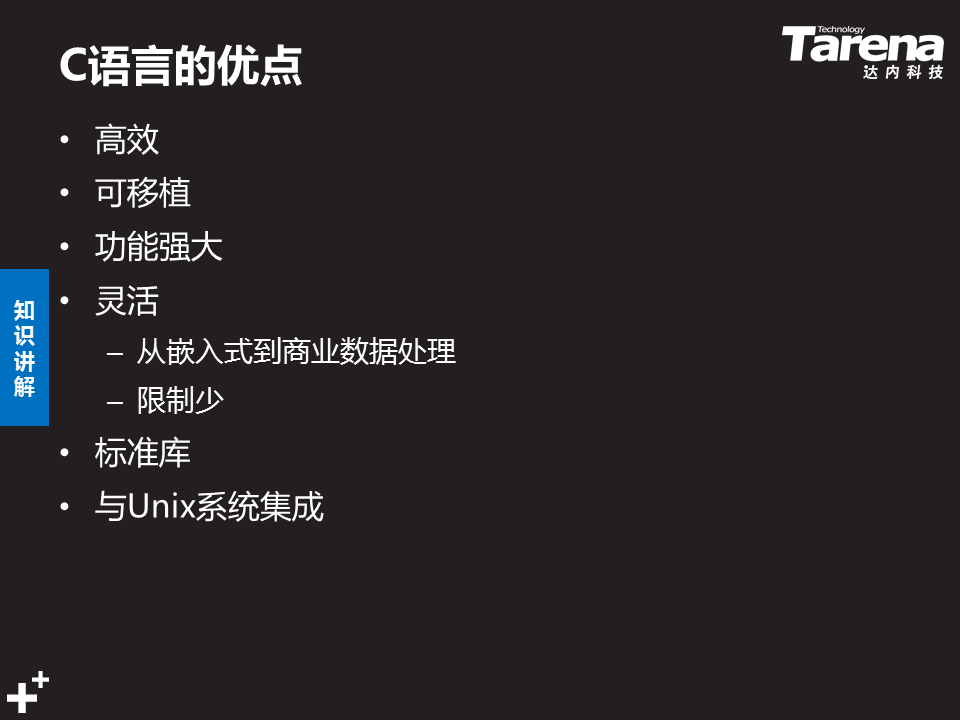 C语言的优点
Technology
Tarena
达内科技
• 高效
• 可移植
• 功能强大
• 灵活
– 从嵌入式到商业数据处理
– 限制少
• 标准库
• 与Unix系统集成
知识讲解